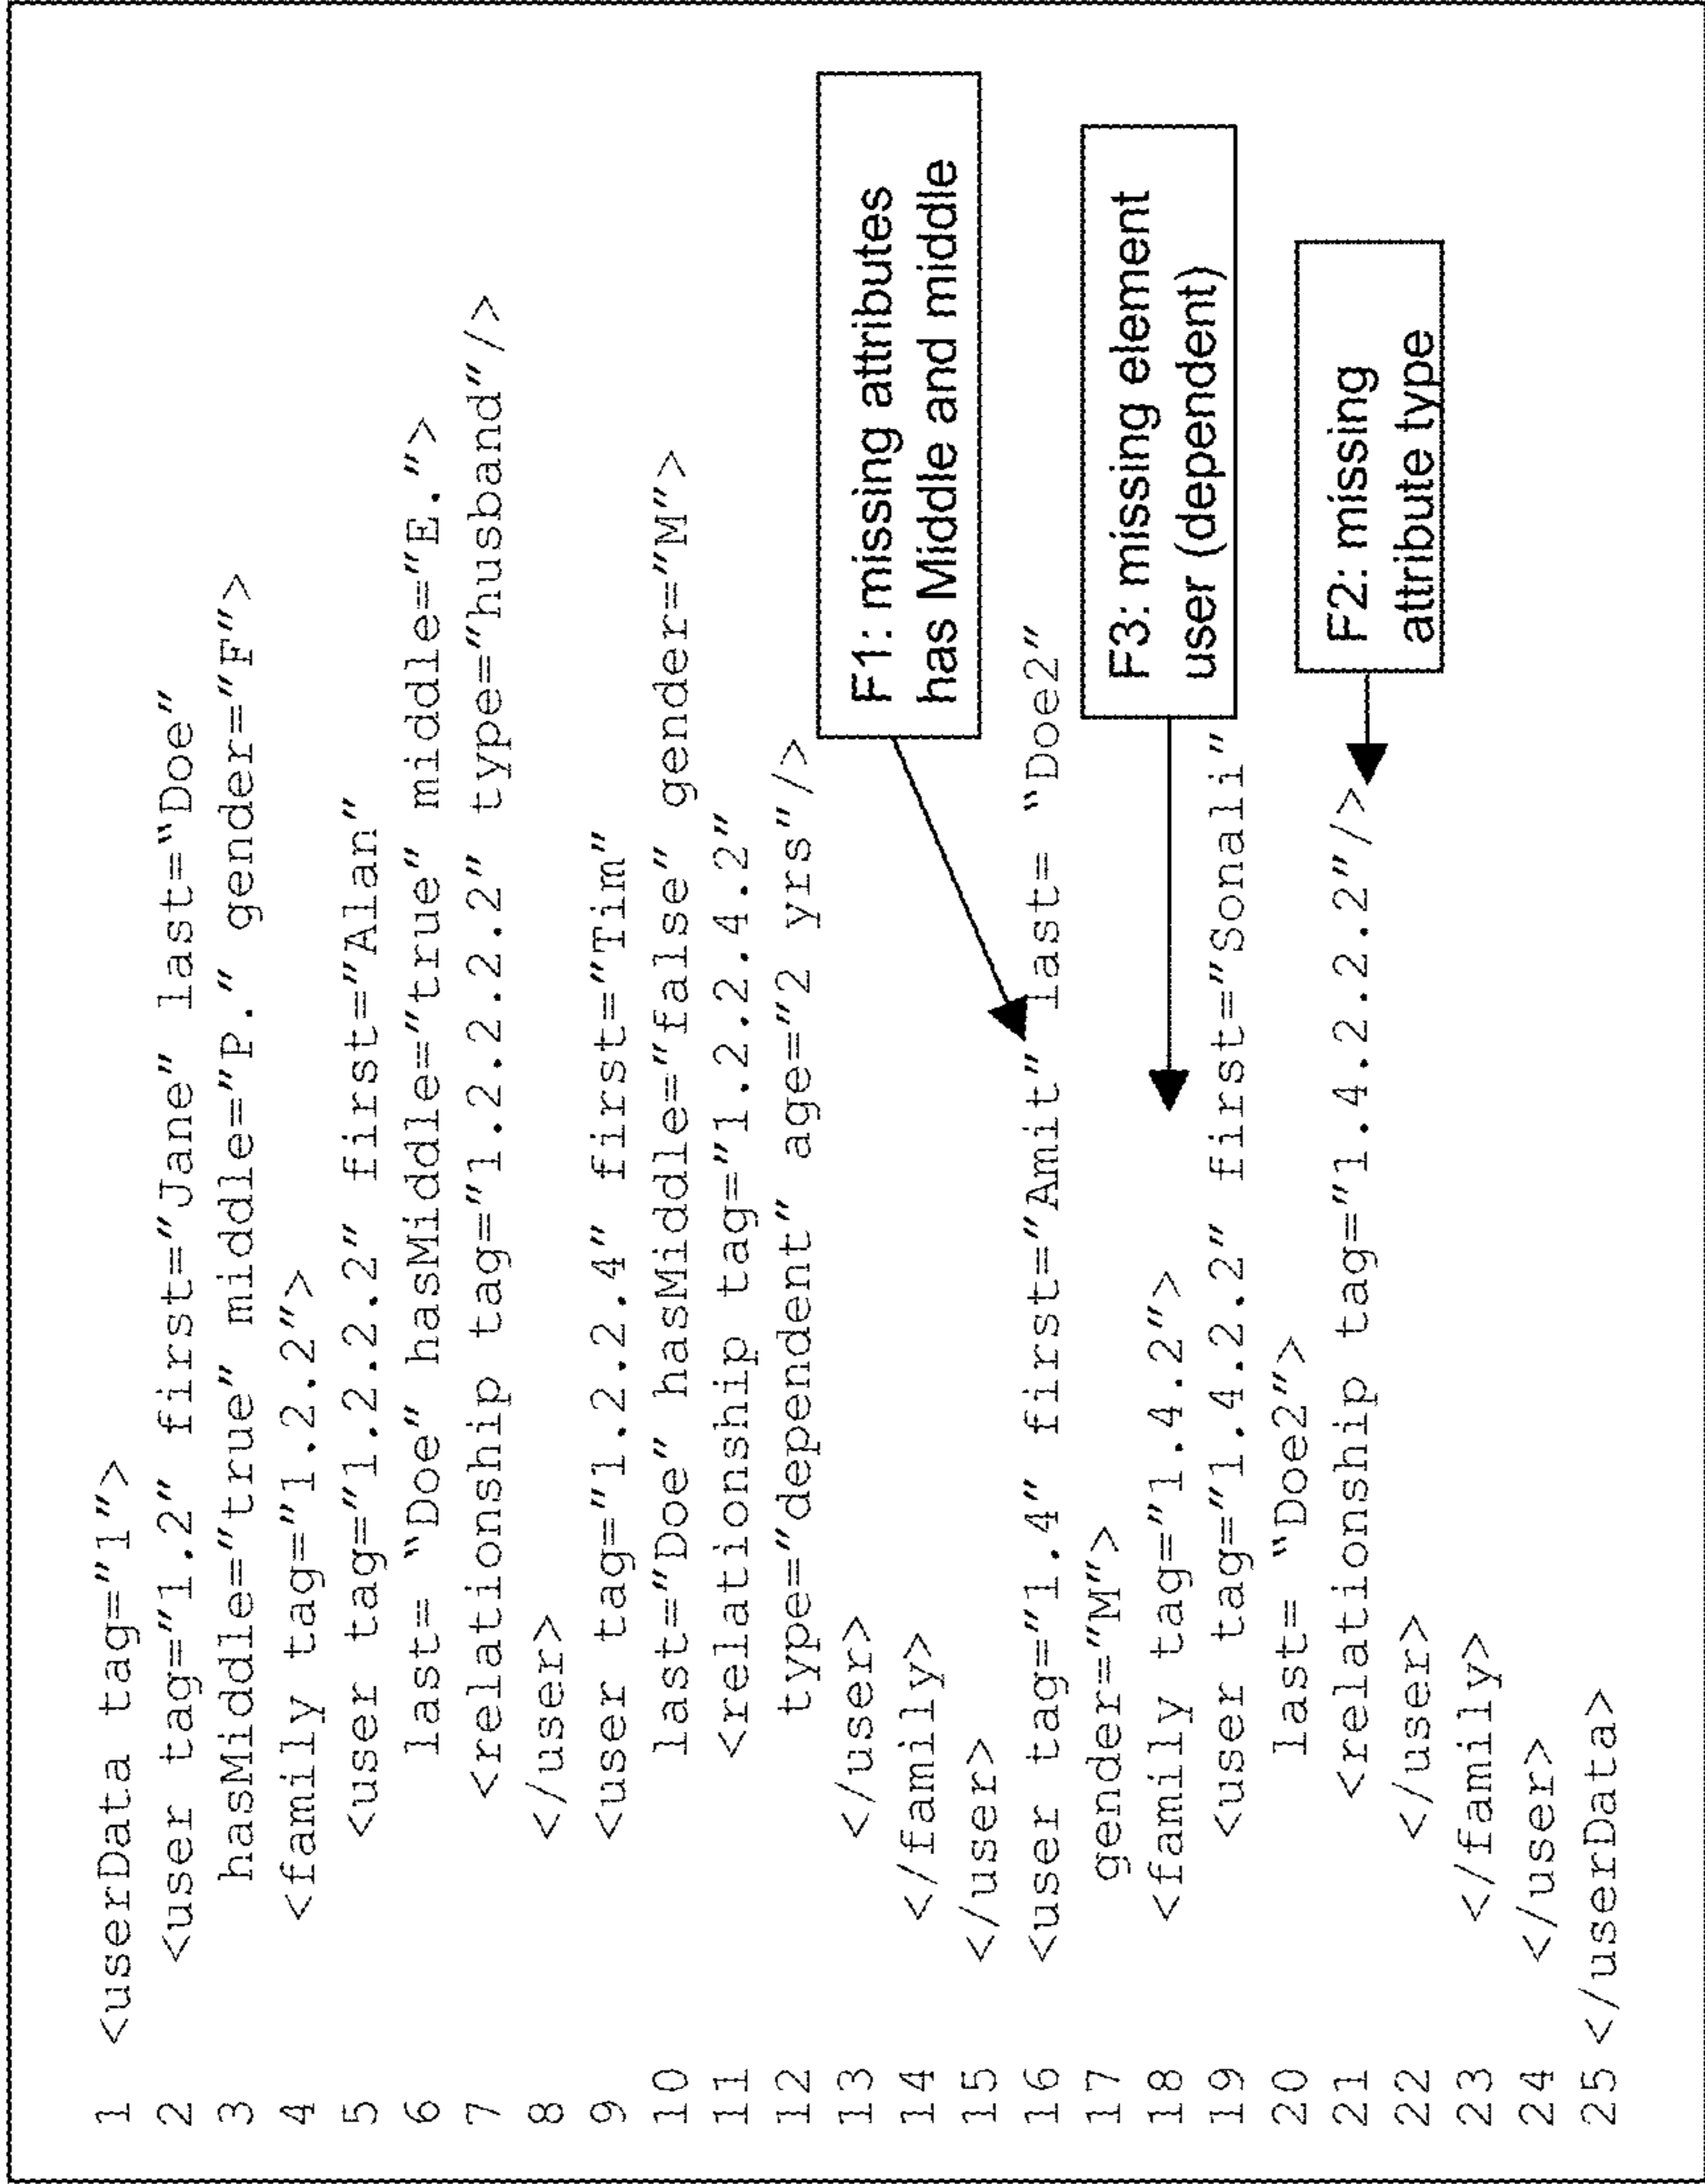 1 <userData tag="1">
2 <user tag="1.2" first="Jane" last="Doe"
3 hasMiddle="true" middle="P." gender="F">
4 <family tag="1.2.2">
5 <user tag="1.2.2.2" first="Alan"
6 last= "Doe" hasMiddle="true" middle="E.">
7 <relationship tag="1.2.2.2.2" type="husband"/>
8 </user>
9 <user tag="1.2.2.4" first="Tim"
10 last="Doe" hasMiddle="false" gender="M">
11 <relationship tag="1.2.2.4.2"
12 type="dependent" age="2 yrs"/>
13 </user>
14 </family>
15 </user>
16 <user tag="1.4" first="Amit" last= "Doe2"
17 gender="M">
18 <family tag="1.4.2">
19 <user tag="1.4.2.2" first="Sonali"
20 last= "Doe2">
21 <relationship tag="1.4.2.2.2"/>
22 </user>
23 </family>
24 </user>
25 </userData>
F1: missing attributes
has Middle and middle
F3: missing element
user (dependent)
F2: missing
attribute type